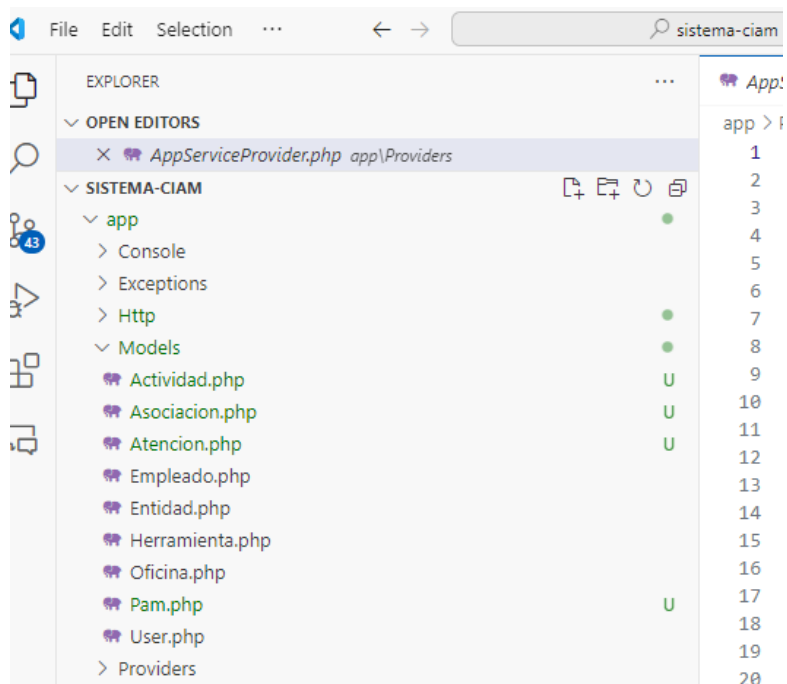 File Edit Selection ... sistema-ciam
EXPLORER ...
OPEN EDITORS
AppServiceProvider.php app\Providers
SISTEMA-CIAM
app
Console
Exceptions
Http
Models
Actividad.php U
Asociacion.php U
Atencion.php U
Empleado.php
Entidad.php
Herramienta.php
Oficina.php
Pam.php U
User.php
Providers
43
app >
1
2
3
4
5
6
7
8
9
10
11
12
13
14
15
16
17
18
19
20